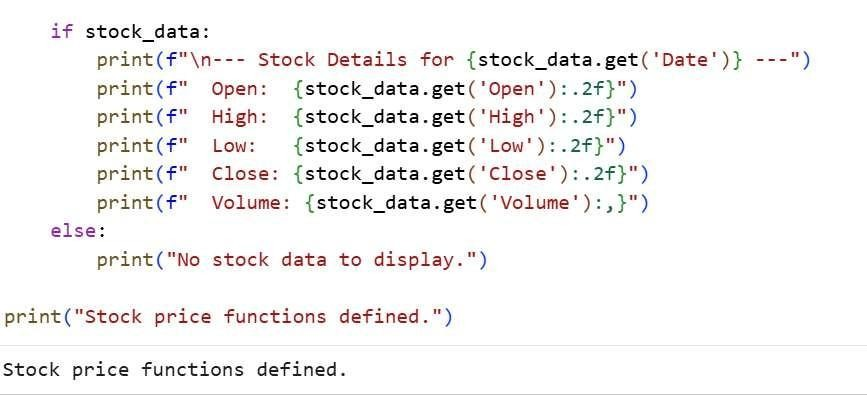 if stock_data:
        print(f"\n--- Stock Details for {stock_data.get('Date')} ---")
        print(f"  Open:  {stock_data.get('Open'):.2f}")
        print(f"  High:  {stock_data.get('High'):.2f}")
        print(f"  Low:   {stock_data.get('Low'):.2f}")
        print(f"  Close: {stock_data.get('Close'):.2f}")
        print(f"  Volume: {stock_data.get('Volume'):,}")
    else:
        print("No stock data to display.")

print("Stock price functions defined.")
Stock price functions defined.